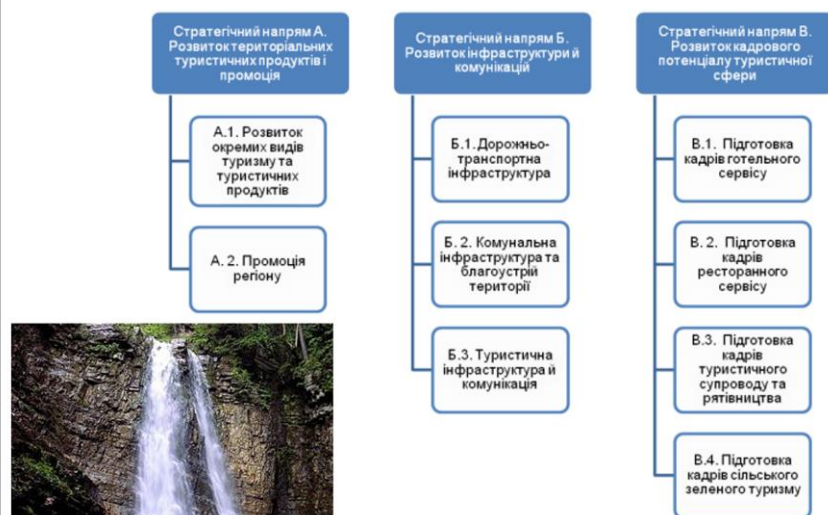 Стратегічний напрям А.
Розвиток територіальних
туристичних продуктів і
промоція
А.1. Розвиток
окремих видів
туризму та
туристичних
продуктів
А. 2. Промоція
регіону
Стратегічний напрям Б.
Розвиток інфраструктури й
комунікацій
Б.1. Дорожньо-
транспортна
інфраструктура
Б. 2. Комунальна
інфраструктура та
благоустрій
території
Б.3. Туристична
інфраструктура й
комунікація
Стратегічний напрям В.
Розвиток кадрового
потенціалу туристичної
сфери
В.1. Підготовка
кадрів готельного
сервісу
В. 2. Підготовка
кадрів
ресторанного
сервісу
В.3. Підготовка
кадрів
туристичного
супроводу та
рятівництва
В.4. Підготовка
кадрів сільського
зеленого туризму